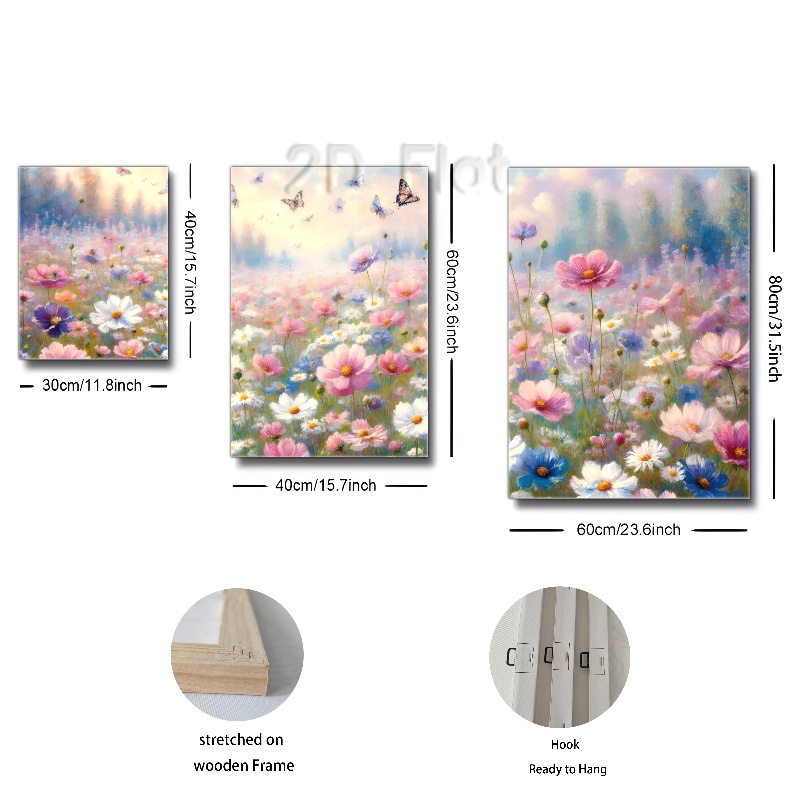 2D Flat
40cm/15.7inch
30cm/11.8inch
60cm/23.6inch
40cm/15.7inch
80cm/31.5inch
60cm/23.6inch
stretched on
wooden Frame
Hook
Ready to Hang